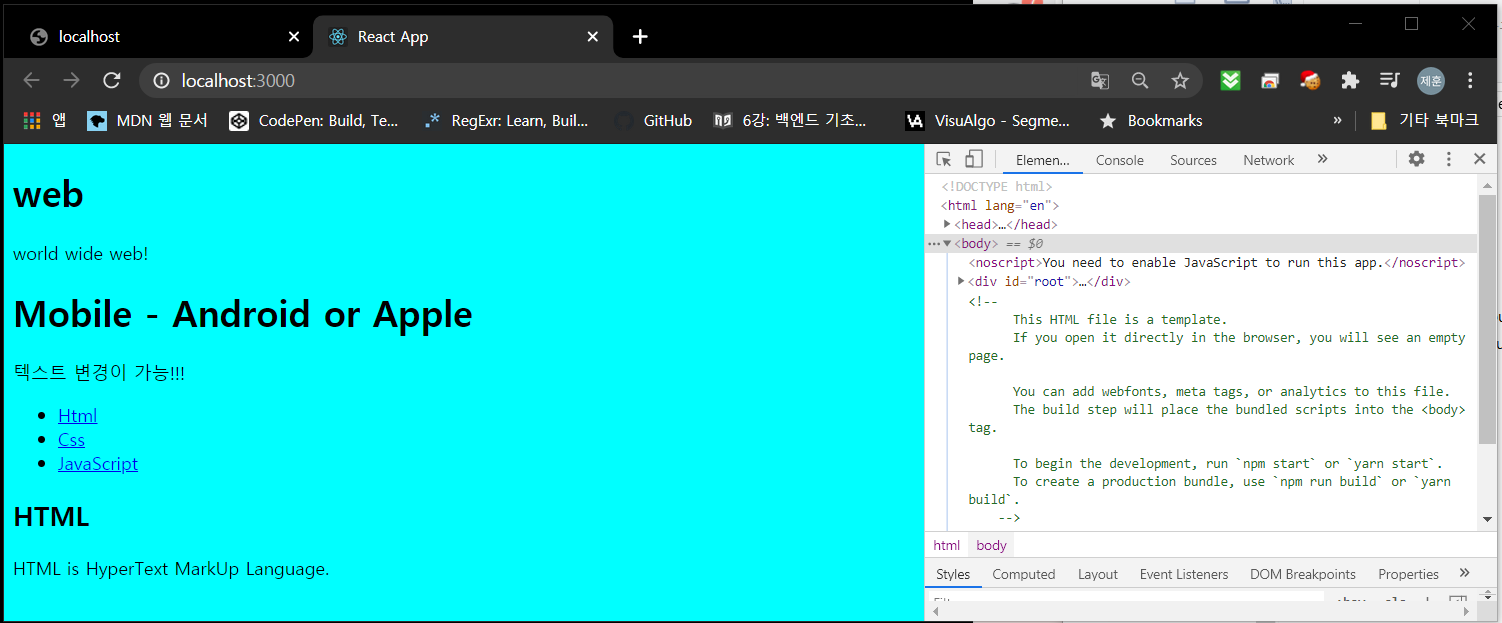 localhost
React App
localhost:3000
제훈
앱
MDN 웹 문서
CodePen: Build, Te...
RegExr: Learn, Buil...
GitHub
6강: 백엔드 기초...
VisuAlgo - Segme...
Bookmarks
»
기타 북마크
web
world wide web!
Mobile - Android or Apple
텍스트 변경이 가능!!!
Html
Css
JavaScript
HTML
HTML is HyperText MarkUp Language.
Elemen...
Console
Sources
Network
»
<!DOCTYPE html>
<html lang="en">
<head>…</head>
<body> == $0
<noscript>You need to enable JavaScript to run this app.</noscript>
<div id="root">…</div>
<!--
This HTML file is a template.
If you open it directly in the browser, you will see an empty
page.
You can add webfonts, meta tags, or analytics to this file.
The build step will place the bundled scripts into the <body>
tag.
To begin the development, run `npm start` or `yarn start`.
To create a production bundle, use `npm run build` or `yarn
build`.
-->
html
body
Styles
Computed
Layout
Event Listeners
DOM Breakpoints
Properties
»